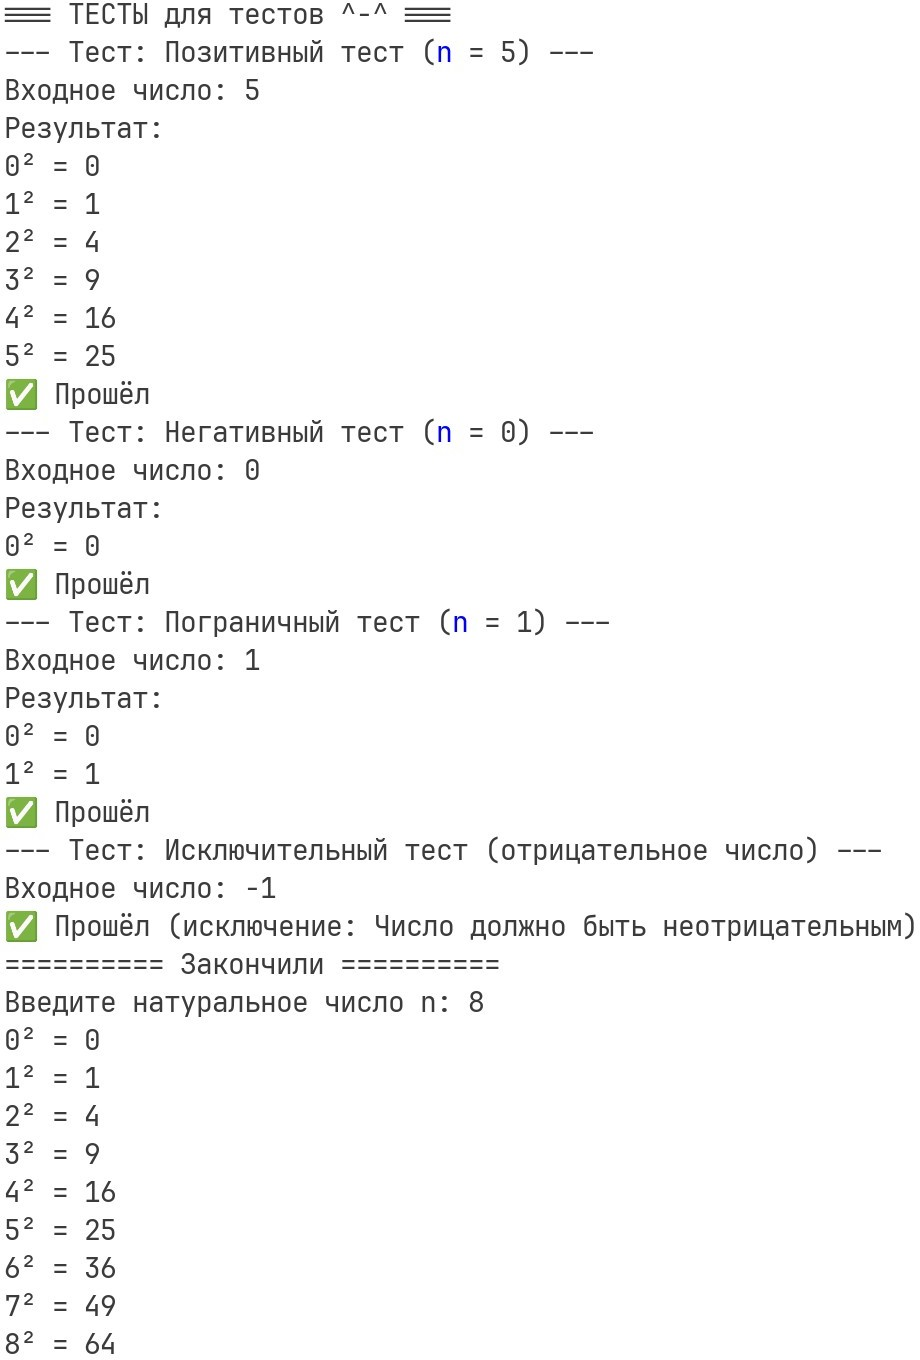 === ТЕСТЫ для тестов ^-^ ===
--- Тест: Позитивный тест (n = 5) ---
Входное число: 5
Результат:
0² = 0
1² = 1
2² = 4
3² = 9
4² = 16
5² = 25
✅ Прошёл
--- Тест: Негативный тест (n = 0) ---
Входное число: 0
Результат:
0² = 0
✅ Прошёл
--- Тест: Пограничный тест (n = 1) ---
Входное число: 1
Результат:
0² = 0
1² = 1
✅ Прошёл
--- Тест: Исключительный тест (отрицательное число) ---
Входное число: -1
✅ Прошёл (исключение: Число должно быть неотрицательным)
========== Закончили ==========
Введите натуральное число n: 8
0² = 0
1² = 1
2² = 4
3² = 9
4² = 16
5² = 25
6² = 36
7² = 49
8² = 64